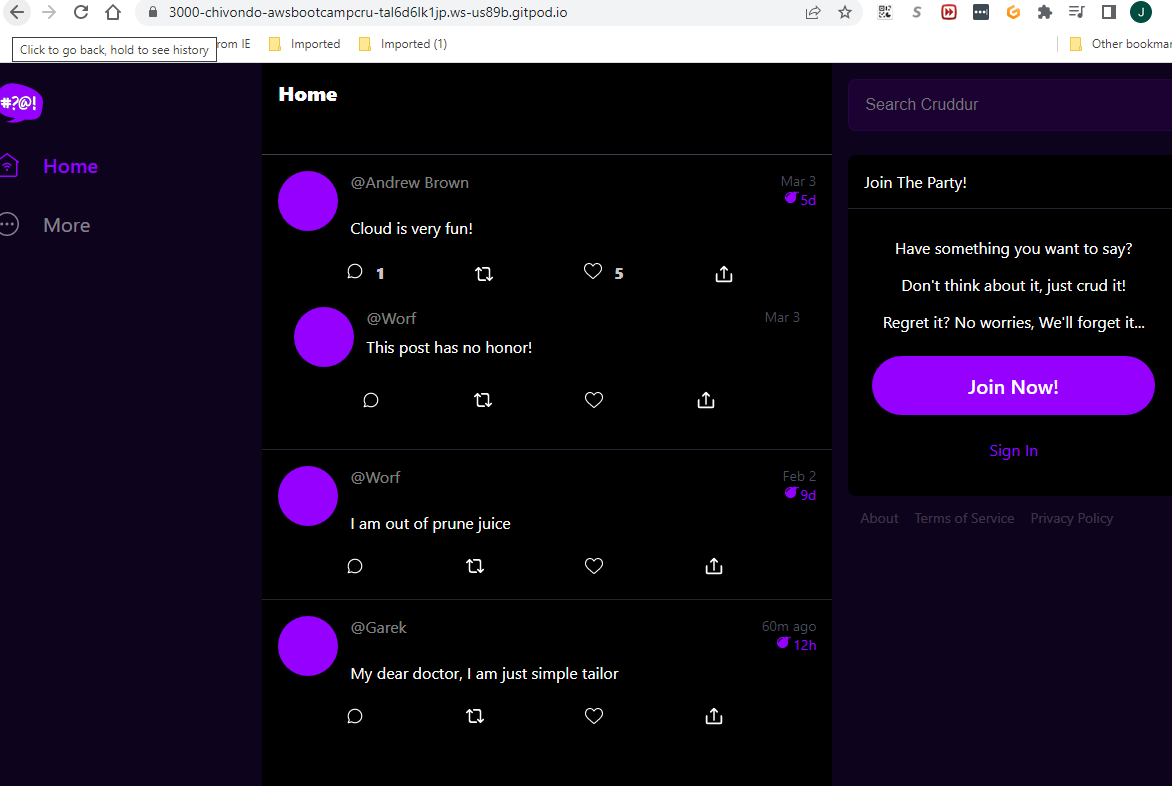 3000-chivondo-awsbootcampcru-tal6d6lk1jp.ws-us89b.gitpod.io
J
Click to go back, hold to see history
rom IE
Imported
Imported (1)
Other bookmar
#?@!
Home
More
Home
@Andrew Brown
Mar 3
5d
Cloud is very fun!
1
5
@Worf
Mar 3
This post has no honor!
@Worf
Feb 2
9d
I am out of prune juice
@Garek
60m ago
12h
My dear doctor, I am just simple tailor
Search Cruddur
Join The Party!
Have something you want to say?
Don't think about it, just crud it!
Regret it? No worries, We'll forget it...
Join Now!
Sign In
About Terms of Service Privacy Policy